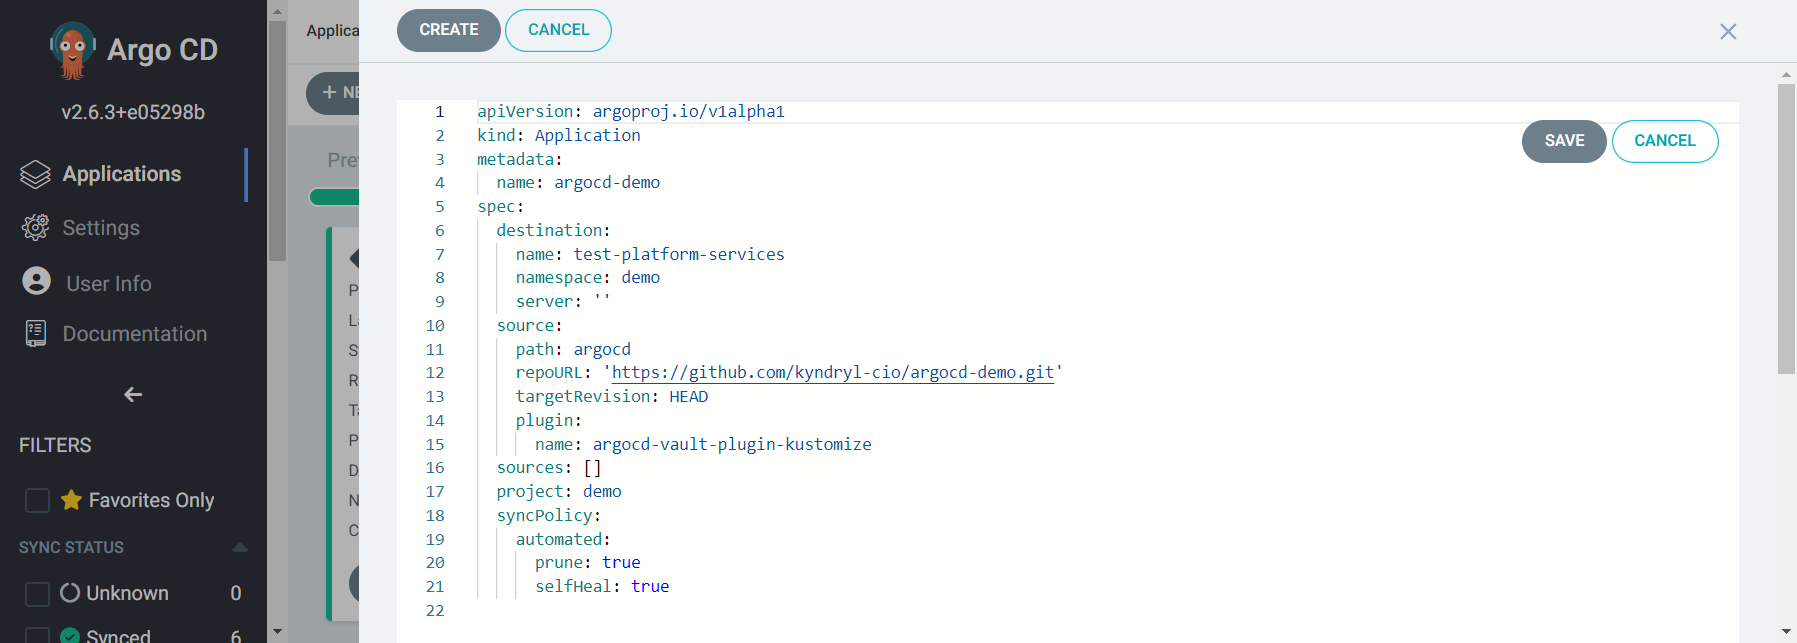 Argo CD
v2.6.3+e05298b
Applications
Settings
User Info
Documentation
FILTERS
Favorites Only
SYNC STATUS
Unknown 0
Synced 6
Applica
+ NE
Pre
CREATE CANCEL
SAVE CANCEL
1 apiVersion: argoproj.io/v1alpha1
2 kind: Application
3 metadata:
4 name: argocd-demo
5 spec:
6 destination:
7 name: test-platform-services
8 namespace: demo
9 server: ''
10 source:
11 path: argocd
12 repoURL: 'https://github.com/kyndryl-cio/argocd-demo.git'
13 targetRevision: HEAD
14 plugin:
15 name: argocd-vault-plugin-kustomize
16 sources: []
17 project: demo
18 syncPolicy:
19 automated:
20 prune: true
21 selfHeal: true
22